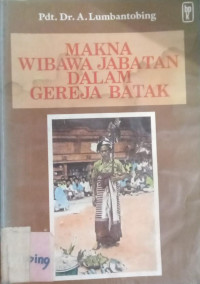 Pdt. Dr. A. Lumbantobing
MAKNA
WIBAWA JABATAN
DALAM
GEREJA BATAK